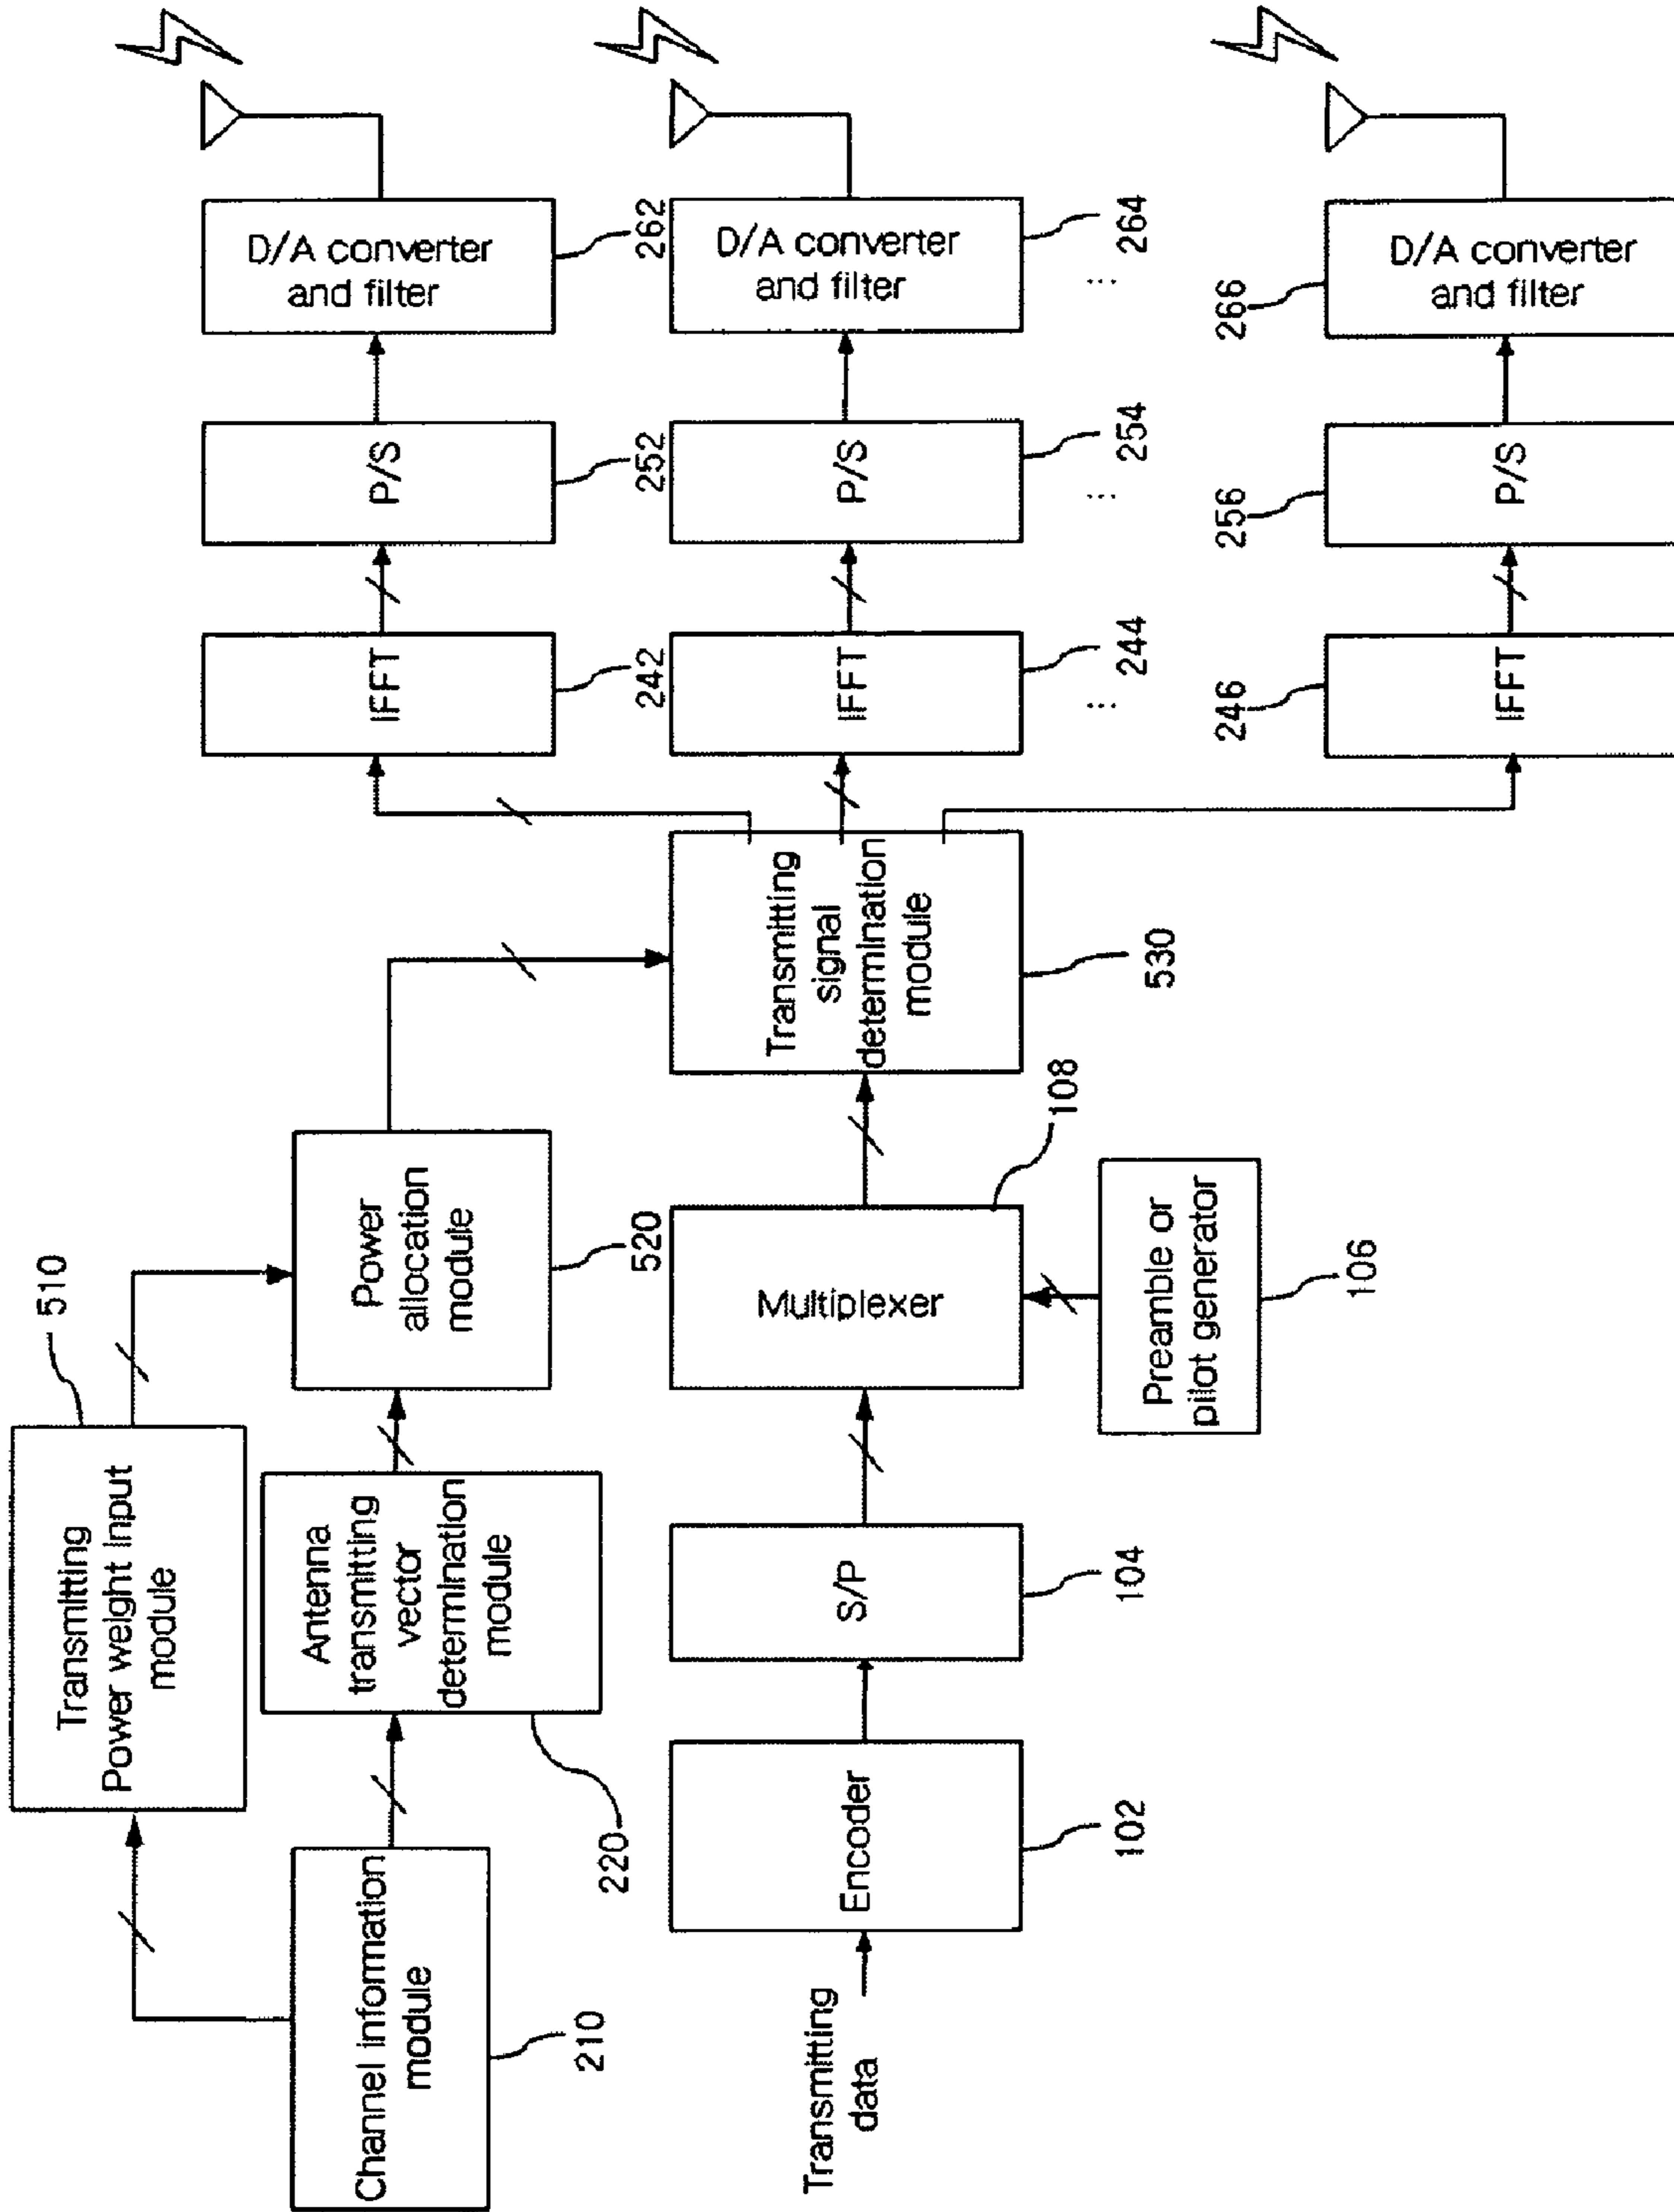 Transmitting
Power weight Input
module
510
Channel information
module
210
Antenna
transmitting
vector
determination
module
220
Power
allocation
module
520
Transmitting
data
Encoder
102
S/P
104
Multiplexer
108
Preamble or
pilot generator
106
Transmitting
signal
determination
module
530
IFFT
242
P/S
252
D/A converter
and filter
262
IFFT
244
P/S
254
D/A converter
and filter
264
...
...
...
IFFT
246
P/S
256
D/A converter
and filter
266